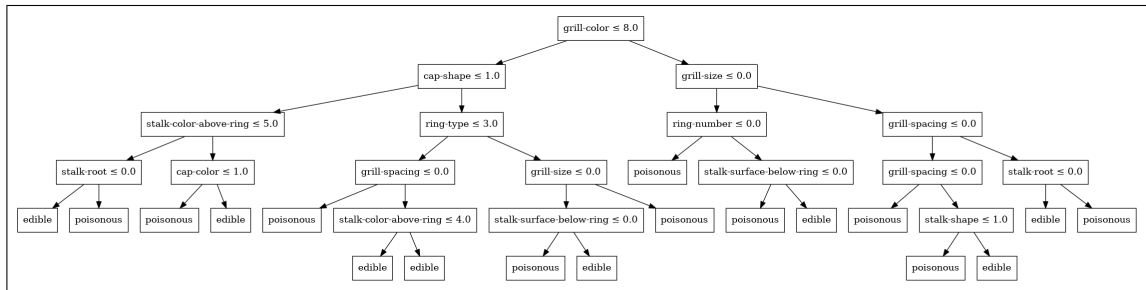 grill-color ≤ 8.0
cap-shape ≤ 1.0 grill-size ≤ 0.0
stalk-color-above-ring ≤ 5.0 ring-type ≤ 3.0 ring-number ≤ 0.0 grill-spacing ≤ 0.0
stalk-root ≤ 0.0 cap-color ≤ 1.0 grill-spacing ≤ 0.0 grill-size ≤ 0.0 poisonous stalk-surface-below-ring ≤ 0.0 grill-spacing ≤ 0.0 stalk-root ≤ 0.0
edible poisonous poisonous edible poisonous stalk-color-above-ring ≤ 4.0 stalk-surface-below-ring ≤ 0.0 poisonous poisonous edible poisonous stalk-shape ≤ 1.0 edible poisonous
edible edible poisonous edible poisonous edible